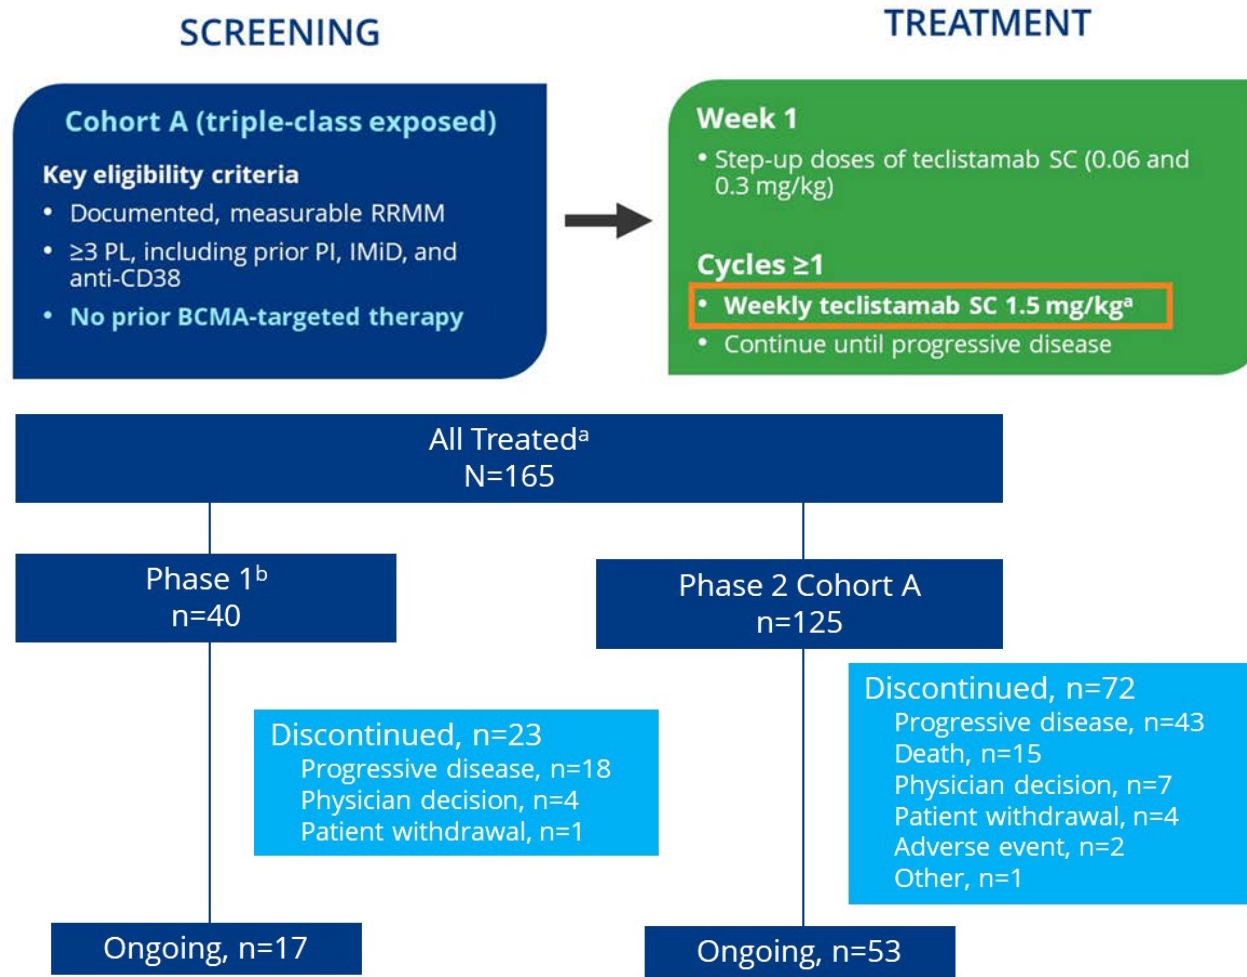 SCREENING
Cohort A (triple-class exposed)
Key eligibility criteria
• Documented, measurable RRMM
• ≥3 PL, including prior PI, IMiD, and
anti-CD38
• No prior BCMA-targeted therapy
TREATMENT
Week 1
• Step-up doses of teclistamab SC (0.06 and
0.3 mg/kg)
Cycles ≥1
• Weekly teclistamab SC 1.5 mg/kgᵃ
• Continue until progressive disease
All Treatedᵃ
N=165
Phase 1ᵇ
n=40
Discontinued, n=23
Progressive disease, n=18
Physician decision, n=4
Patient withdrawal, n=1
Ongoing, n=17
Phase 2 Cohort A
n=125
Discontinued, n=72
Progressive disease, n=43
Death, n=15
Physician decision, n=7
Patient withdrawal, n=4
Adverse event, n=2
Other, n=1
Ongoing, n=53